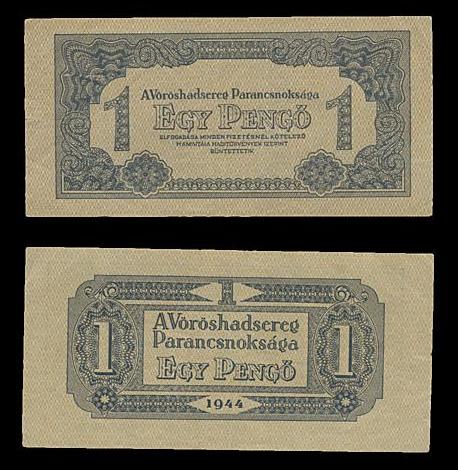 A Vöröshadsereg Parancsnoksága
1 EGY PENGŐ 1
ELFOGADÁSA MINDEN FIZETÉSNÉL KÖTELEZŐ
HAMISÍTÁSA HADITÖRVÉNYEK SZERINT
BÜNTETTETIK
1
A Vöröshadsereg
1 Parancsnoksága 1
EGY PENGŐ
1944